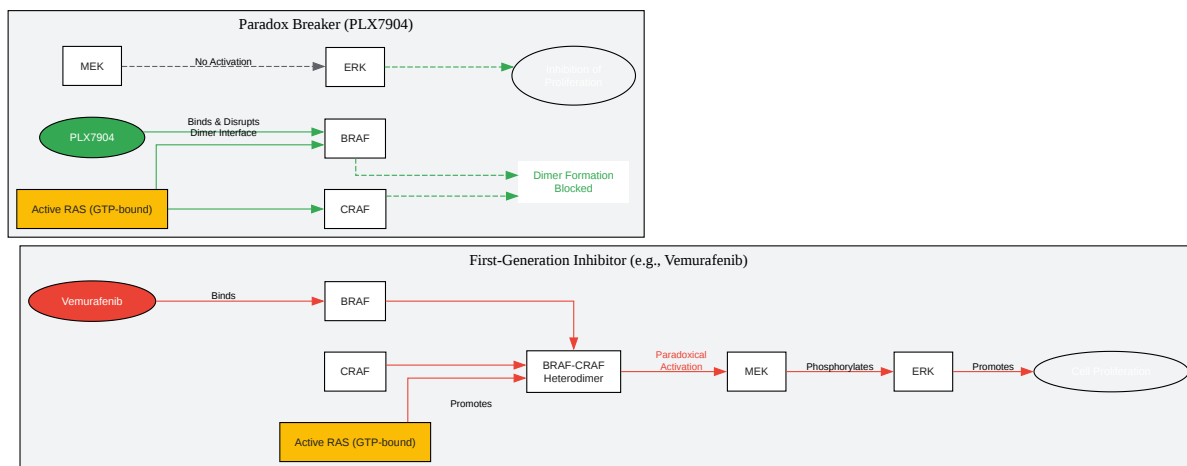 Paradox Breaker (PLX7904)
MEK
No Activation
ERK
Inhibition of
Proliferation
PLX7904
Binds & Disrupts
Dimer Interface
BRAF
Dimer Formation
Blocked
Active RAS (GTP-bound)
CRAF
First-Generation Inhibitor (e.g., Vemurafenib)
Vemurafenib
Binds
BRAF
CRAF
BRAF-CRAF
Heterodimer
Paradoxical
Activation
MEK
Phosphorylates
ERK
Promotes
Cell Proliferation
Promotes
Active RAS (GTP-bound)